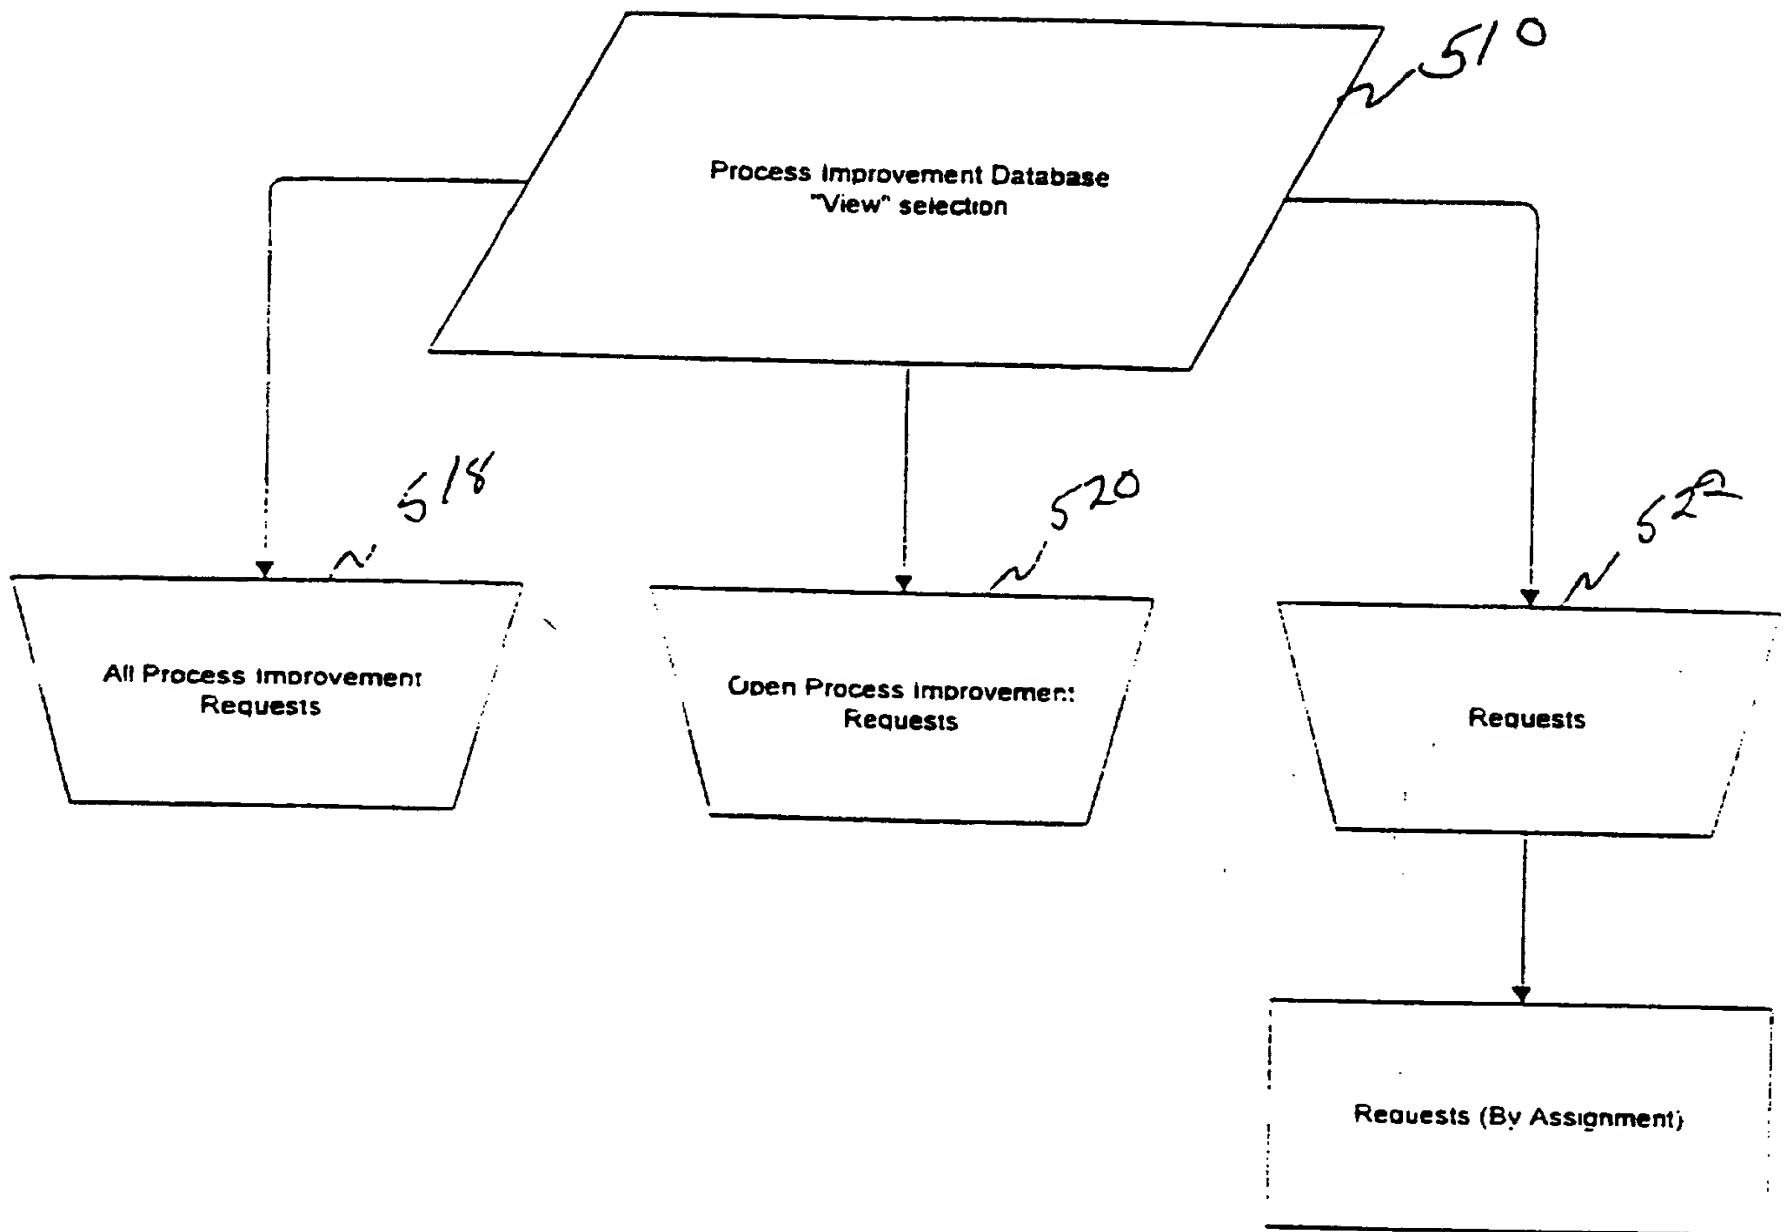 510
Process Improvement Database
"View" selection
518
520
522
All Process Improvement
Requests
Open Process Improvement
Requests
Requests
Requests (By Assignment)